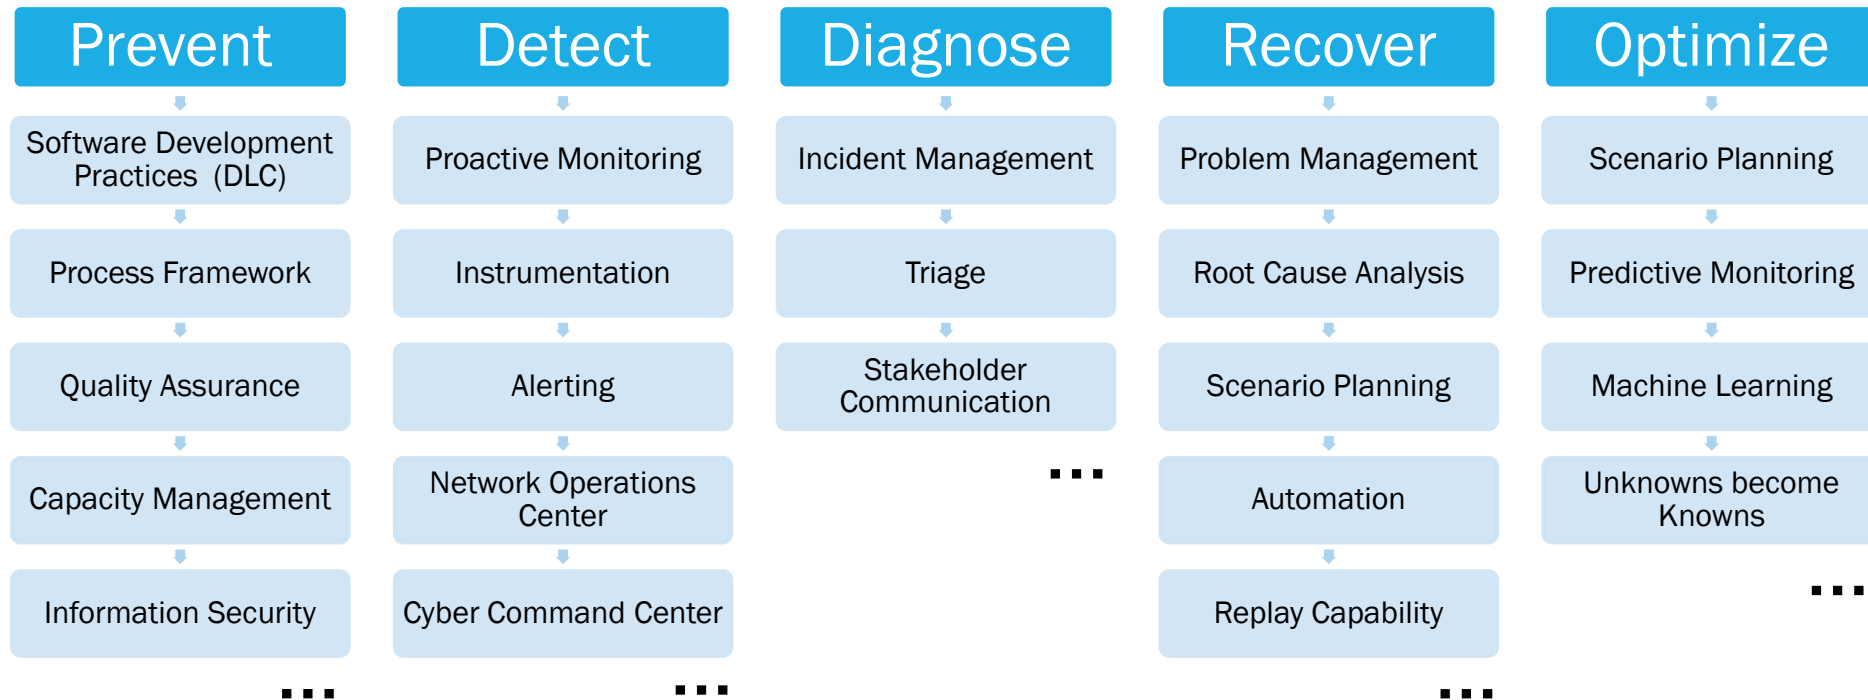 Prevent
Software Development
Practices (DLC)
Process Framework
Quality Assurance
Capacity Management
Information Security
...
Detect
Proactive Monitoring
Instrumentation
Alerting
Network Operations
Center
Cyber Command Center
...
Diagnose
Incident Management
Triage
Stakeholder
Communication
...
Recover
Problem Management
Root Cause Analysis
Scenario Planning
Automation
Replay Capability
...
Optimize
Scenario Planning
Predictive Monitoring
Machine Learning
Unknowns become
Knowns
...